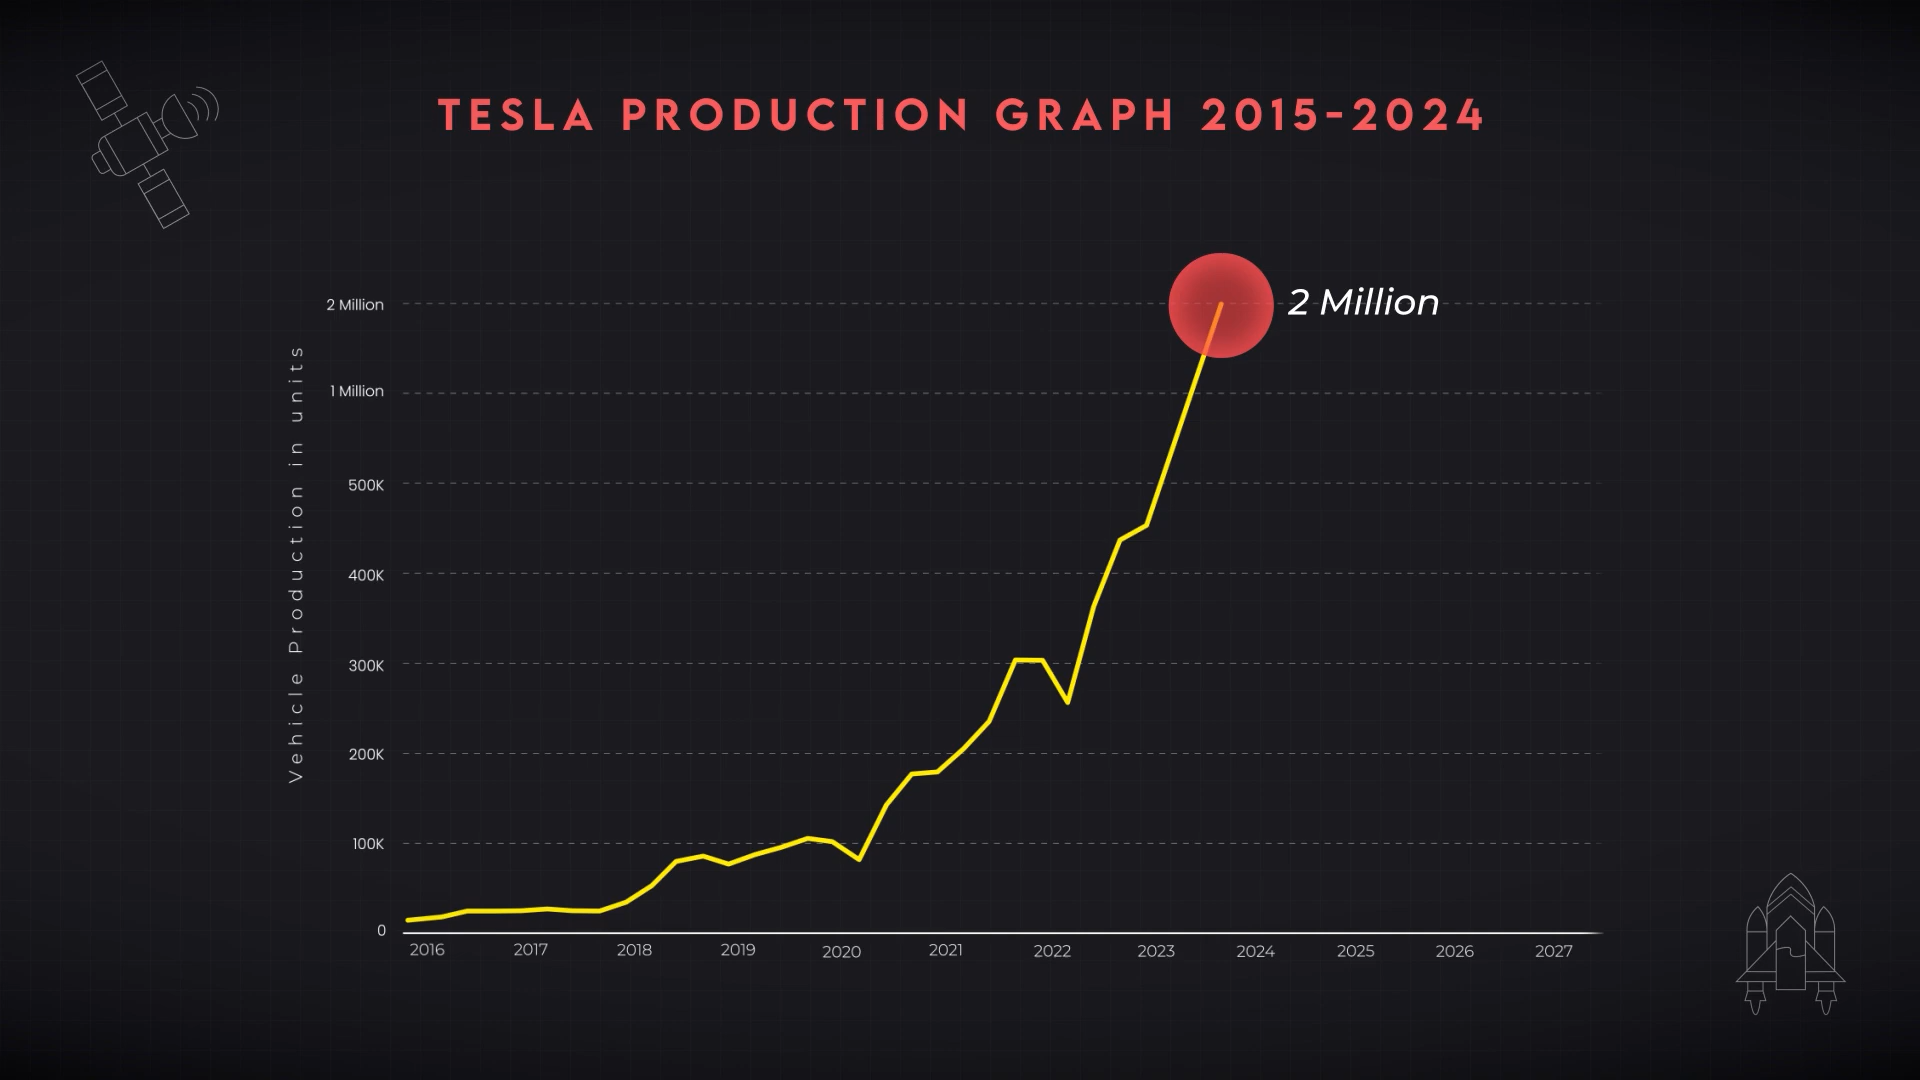 TESLA PRODUCTION GRAPH 2015-2024
2 Million
2 Million
1 Million
500K
400K
300K
200K
100K
0
Vehicle Production in units
2016 2017 2018 2019 2020 2021 2022 2023 2024 2025 2026 2027